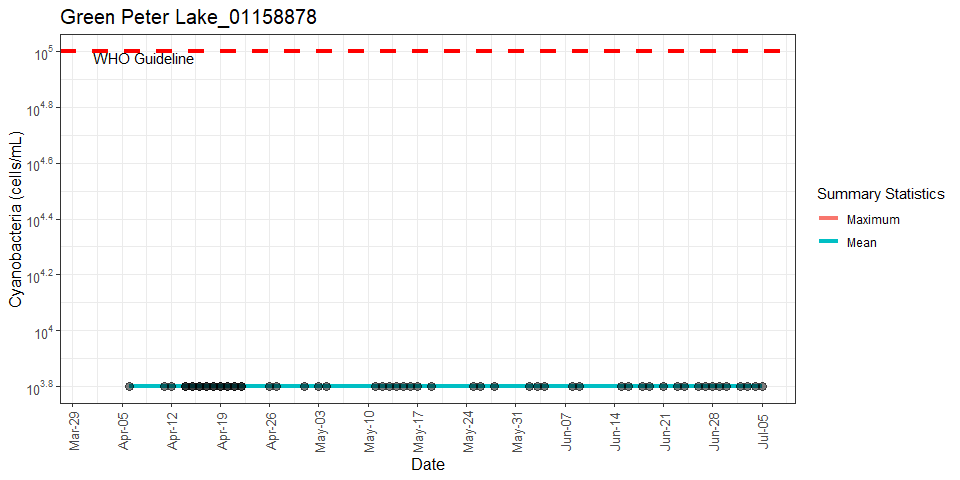 Green Peter Lake_01158878
10^5
WHO Guideline
10^4.8
10^4.6
10^4.4
10^4.2
10^4
10^3.8
Cyanobacteria (cells/mL)
Mar-29
Apr-05
Apr-12
Apr-19
Apr-26
May-03
May-10
May-17
May-24
May-31
Jun-07
Jun-14
Jun-21
Jun-28
Jul-05
Date
Summary Statistics
Maximum
Mean